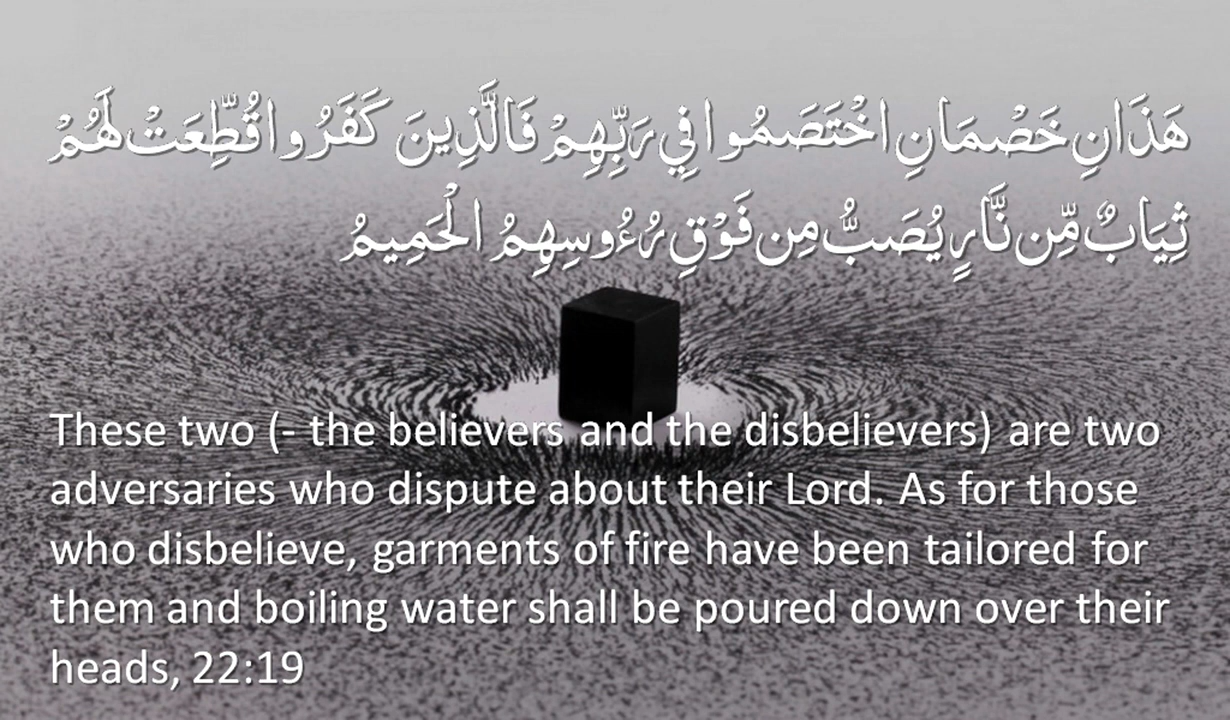 هَذَانِ خَصْمَانِ اخْتَصَمُوا فِي رَبِّهِمْ فَالَّذِينَ كَفَرُوا قُطِّعَتْ لَهُمْ
ثِيَابٌ مِّن نَّارٍ يُصَبُّ مِن فَوْقِ رُءُوسِهِمُ الْحَمِيمُ
These two (- the believers and the disbelievers) are two
adversaries who dispute about their Lord. As for those
who disbelieve, garments of fire have been tailored for
them and boiling water shall be poured down over their
heads, 22:19